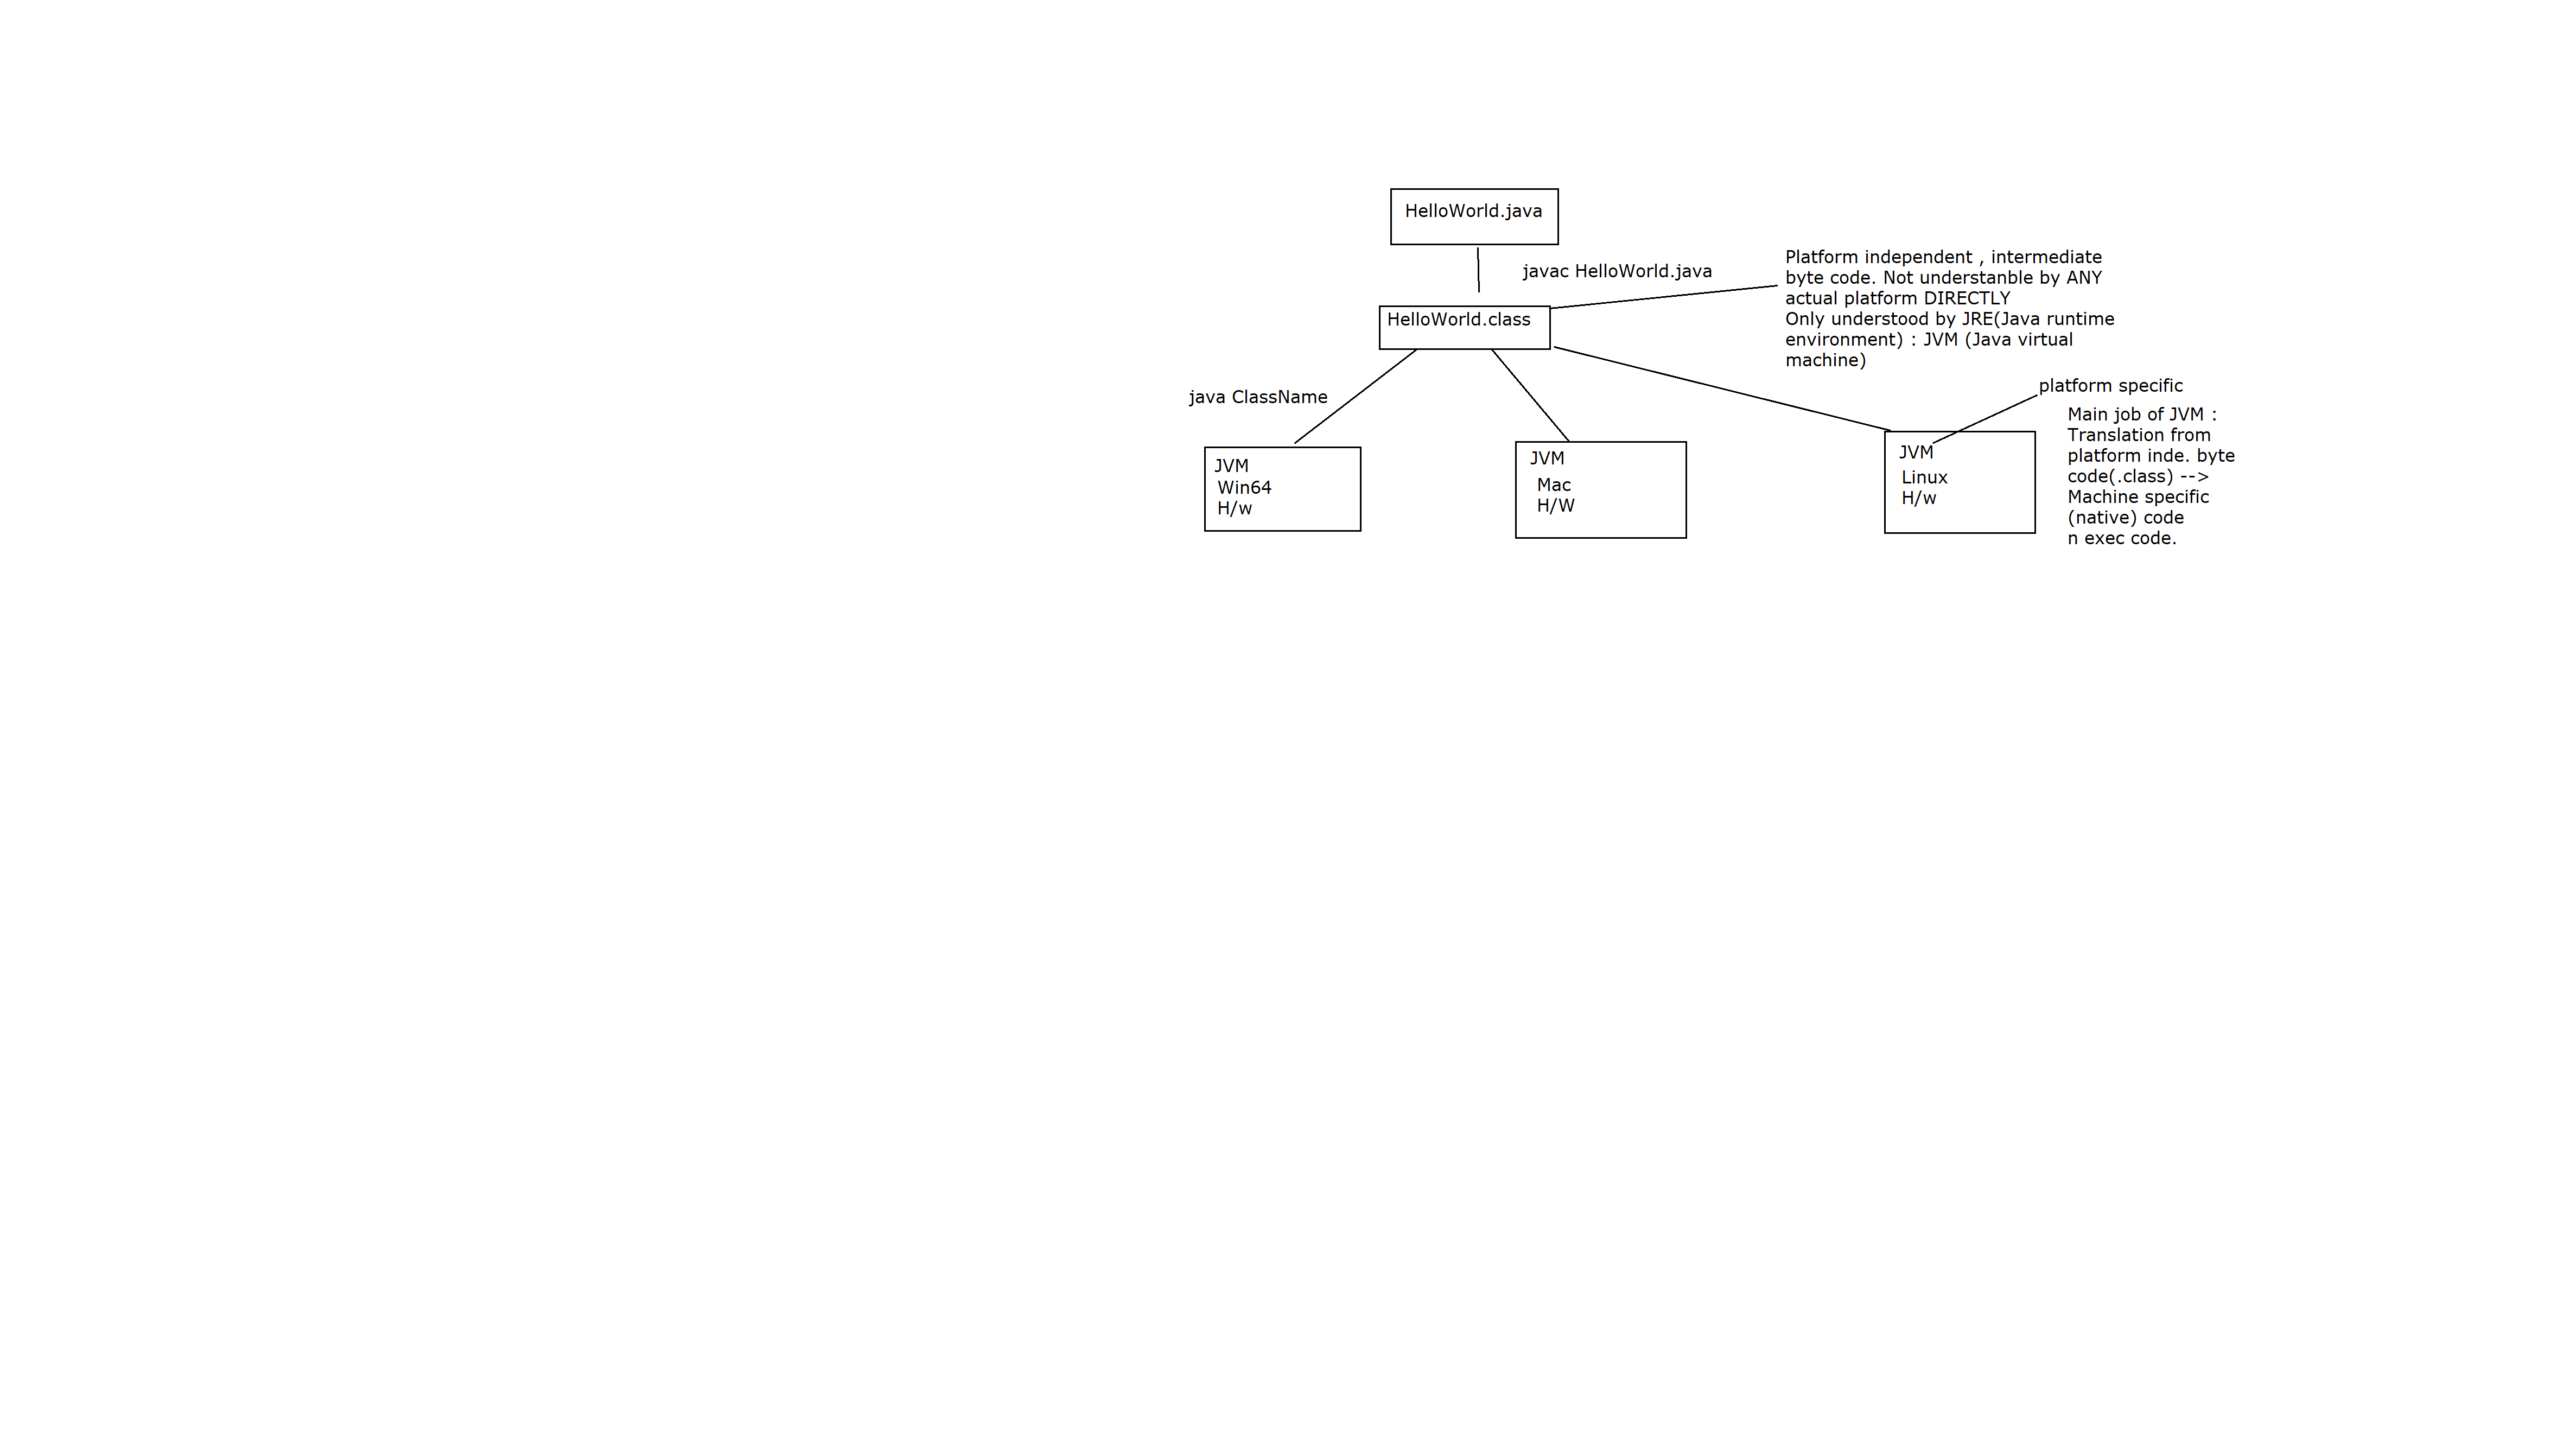 HelloWorld.java
javac HelloWorld.java
Platform independent , intermediate
byte code. Not understanble by ANY
actual platform DIRECTLY
Only understood by JRE(Java runtime
environment) : JVM (Java virtual
machine)
HelloWorld.class
java ClassName
platform specific
JVM
Win64
H/w
JVM
Mac
H/W
JVM
Linux
H/w
Main job of JVM :
Translation from
platform inde. byte
code(.class) -->
Machine specific
(native) code
n exec code.